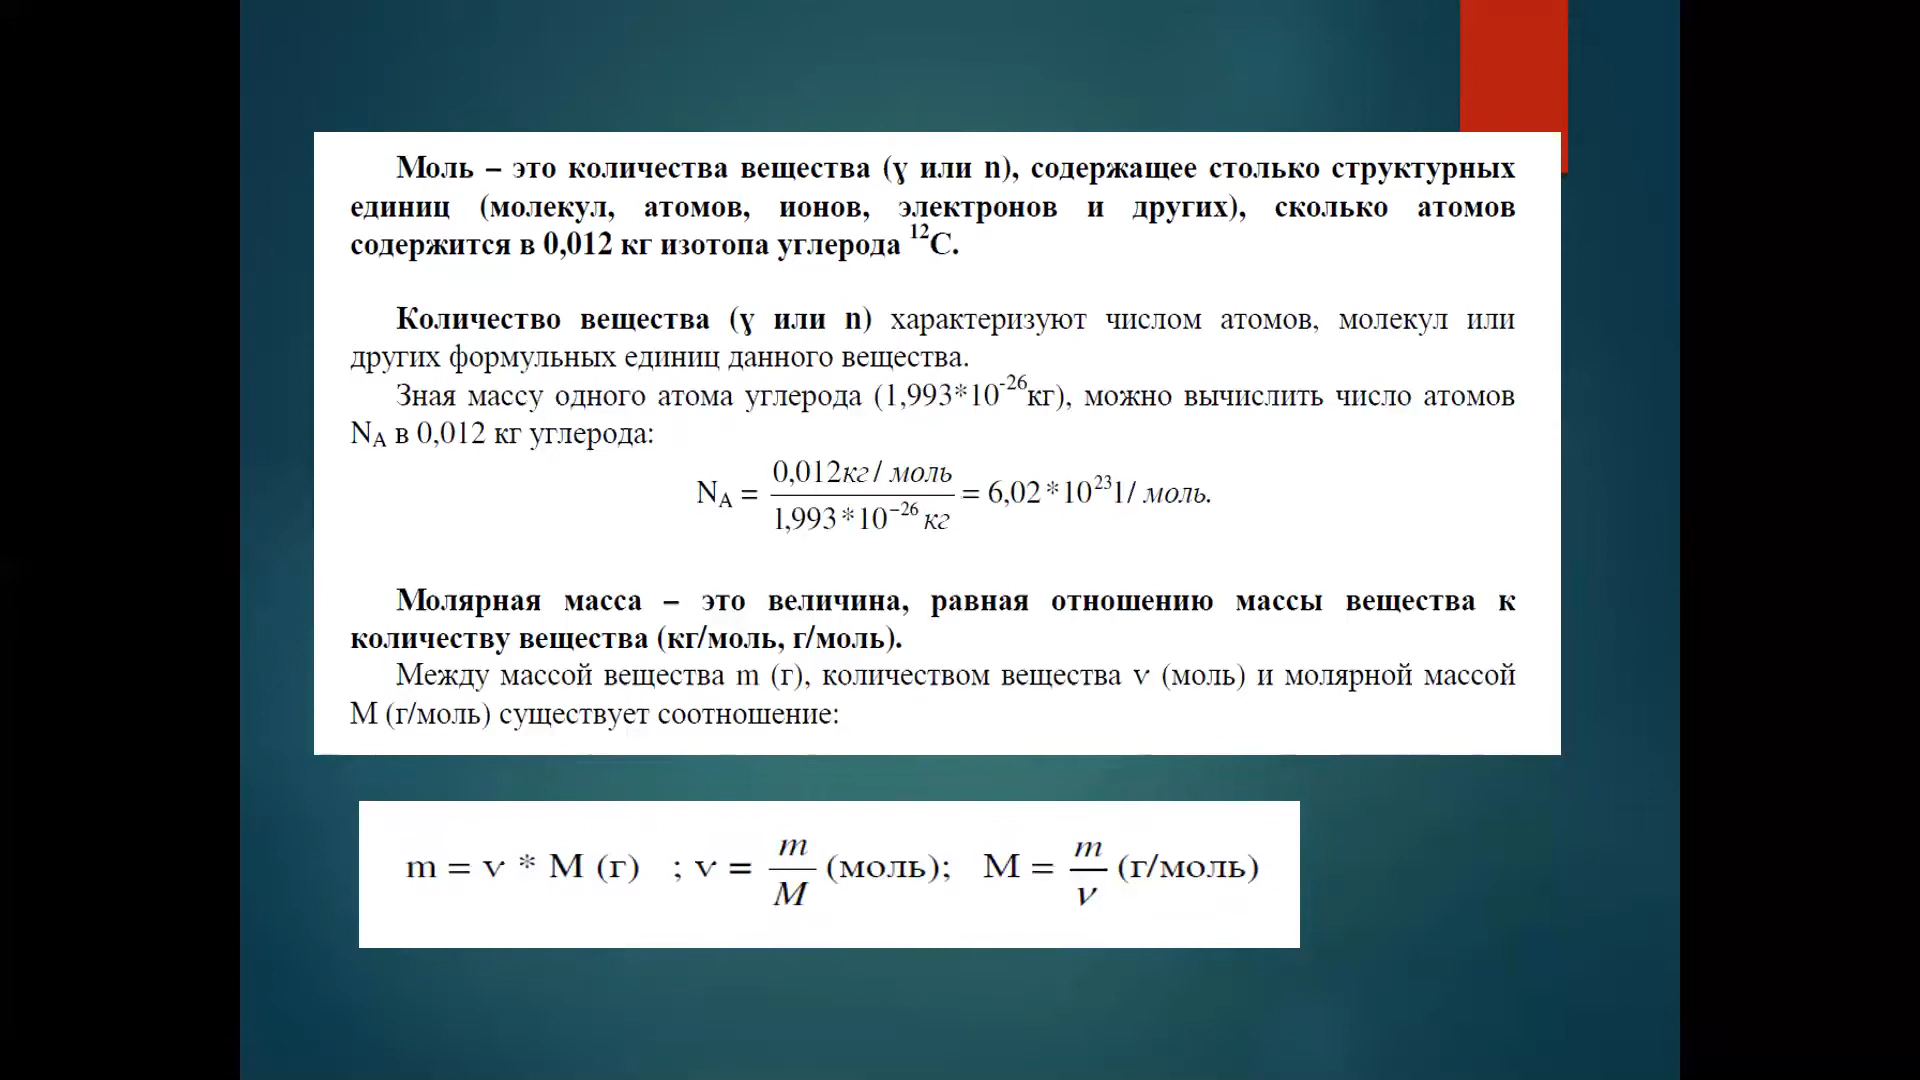 Моль – это количества вещества (ɣ или n), содержащее столько структурных
единиц (молекул, атомов, ионов, электронов и других), сколько атомов
содержится в 0,012 кг изотопа углерода ¹²С.
Количество вещества (ɣ или n) характеризуют числом атомов, молекул или
других формульных единиц данного вещества.
Зная массу одного атома углерода (1,993*10⁻²⁶кг), можно вычислить число атомов
N_A в 0,012 кг углерода:
N_A = 0,012кг / моль / 1,993*10⁻²⁶ кг = 6,02*10²³1/ моль.
Молярная масса – это величина, равная отношению массы вещества к
количеству вещества (кг/моль, г/моль).
Между массой вещества m (г), количеством вещества ν (моль) и молярной массой
М (г/моль) существует соотношение:
m = ν * M (г) ; ν = m / M (моль); M = m / ν (г/моль)